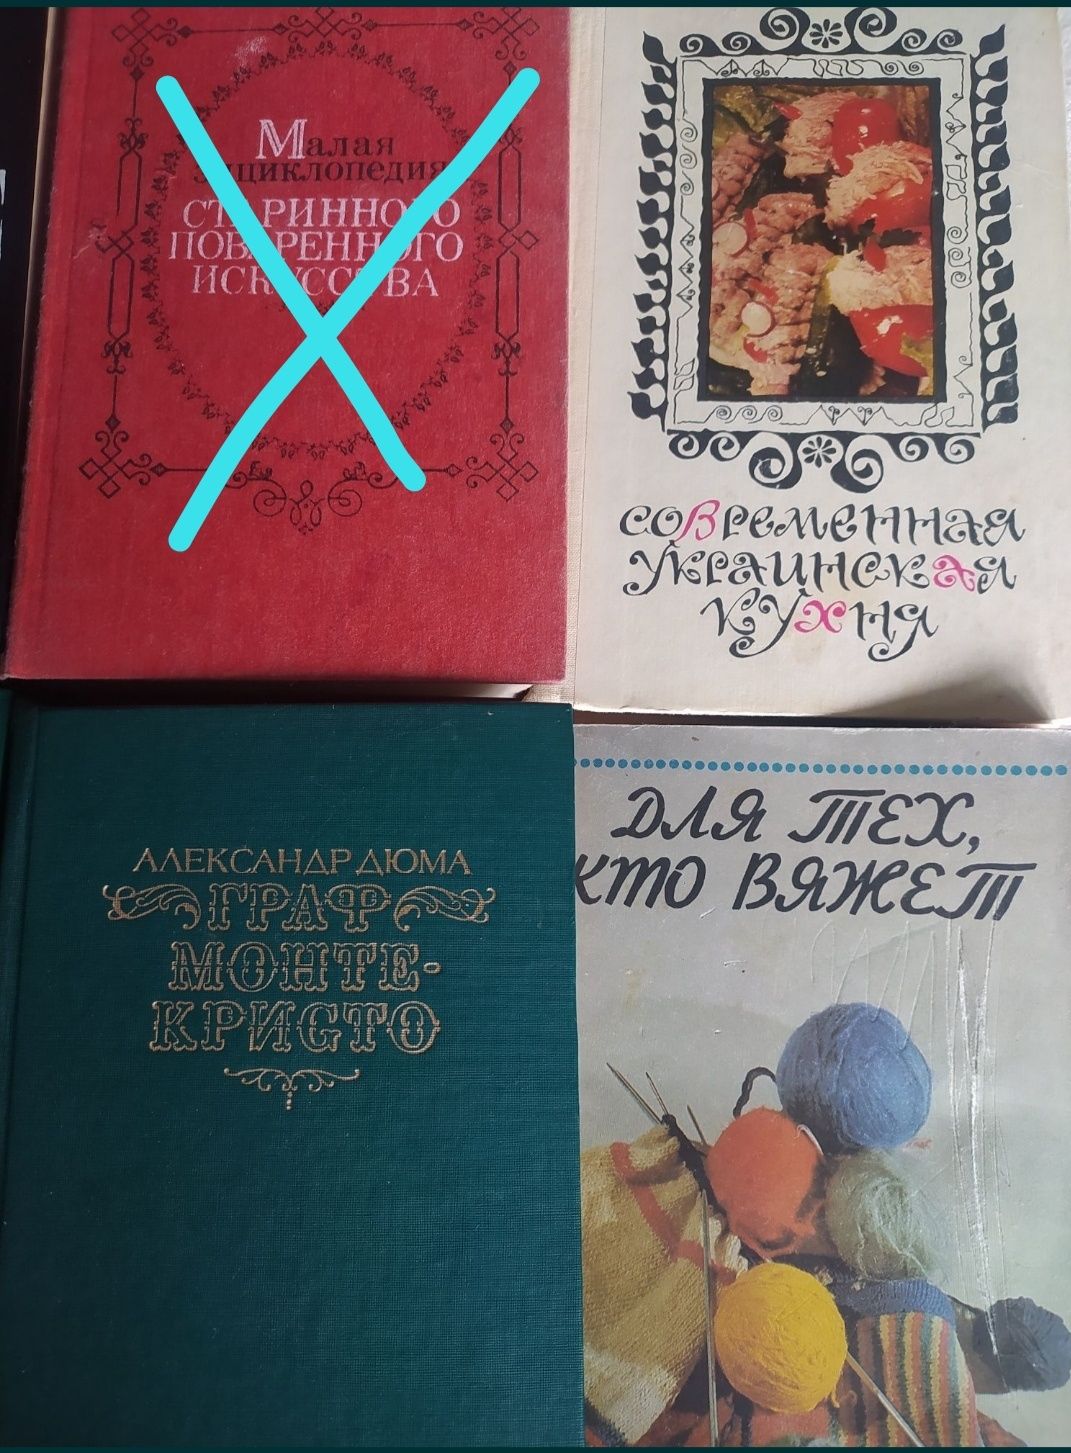 Малая
энциклопедия
СТАРИННОГО
ПОВАРЕННОГО
ИСКУССТВА
СОВРЕМЕННАЯ
УКРАИНСКАЯ
КУХНЯ
АЛЕКСАНДР ДЮМА
ГРАФ
МОНТЕ-
КРИСТО
ДЛЯ ТЕХ,
КТО ВЯЖЕТ